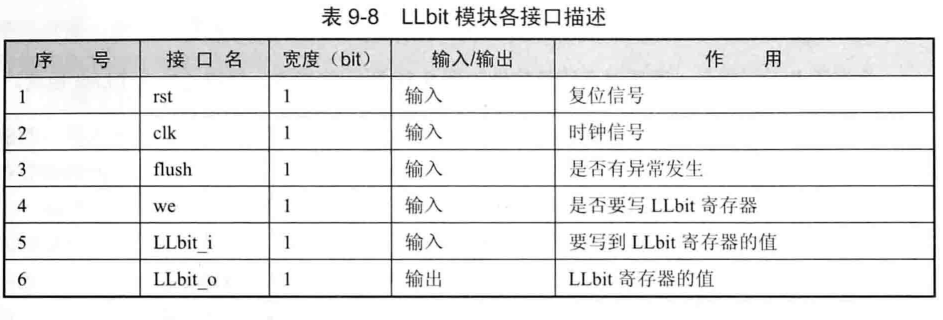 表 9-8 LLbit 模块各接口描述
序 号 接 口 名 宽度（bit） 输入/输出 作 用
1 rst 1 输入 复位信号
2 clk 1 输入 时钟信号
3 flush 1 输入 是否有异常发生
4 we 1 输入 是否要写 LLbit 寄存器
5 LLbit_i 1 输入 要写到 LLbit 寄存器的值
6 LLbit_o 1 输出 LLbit 寄存器的值